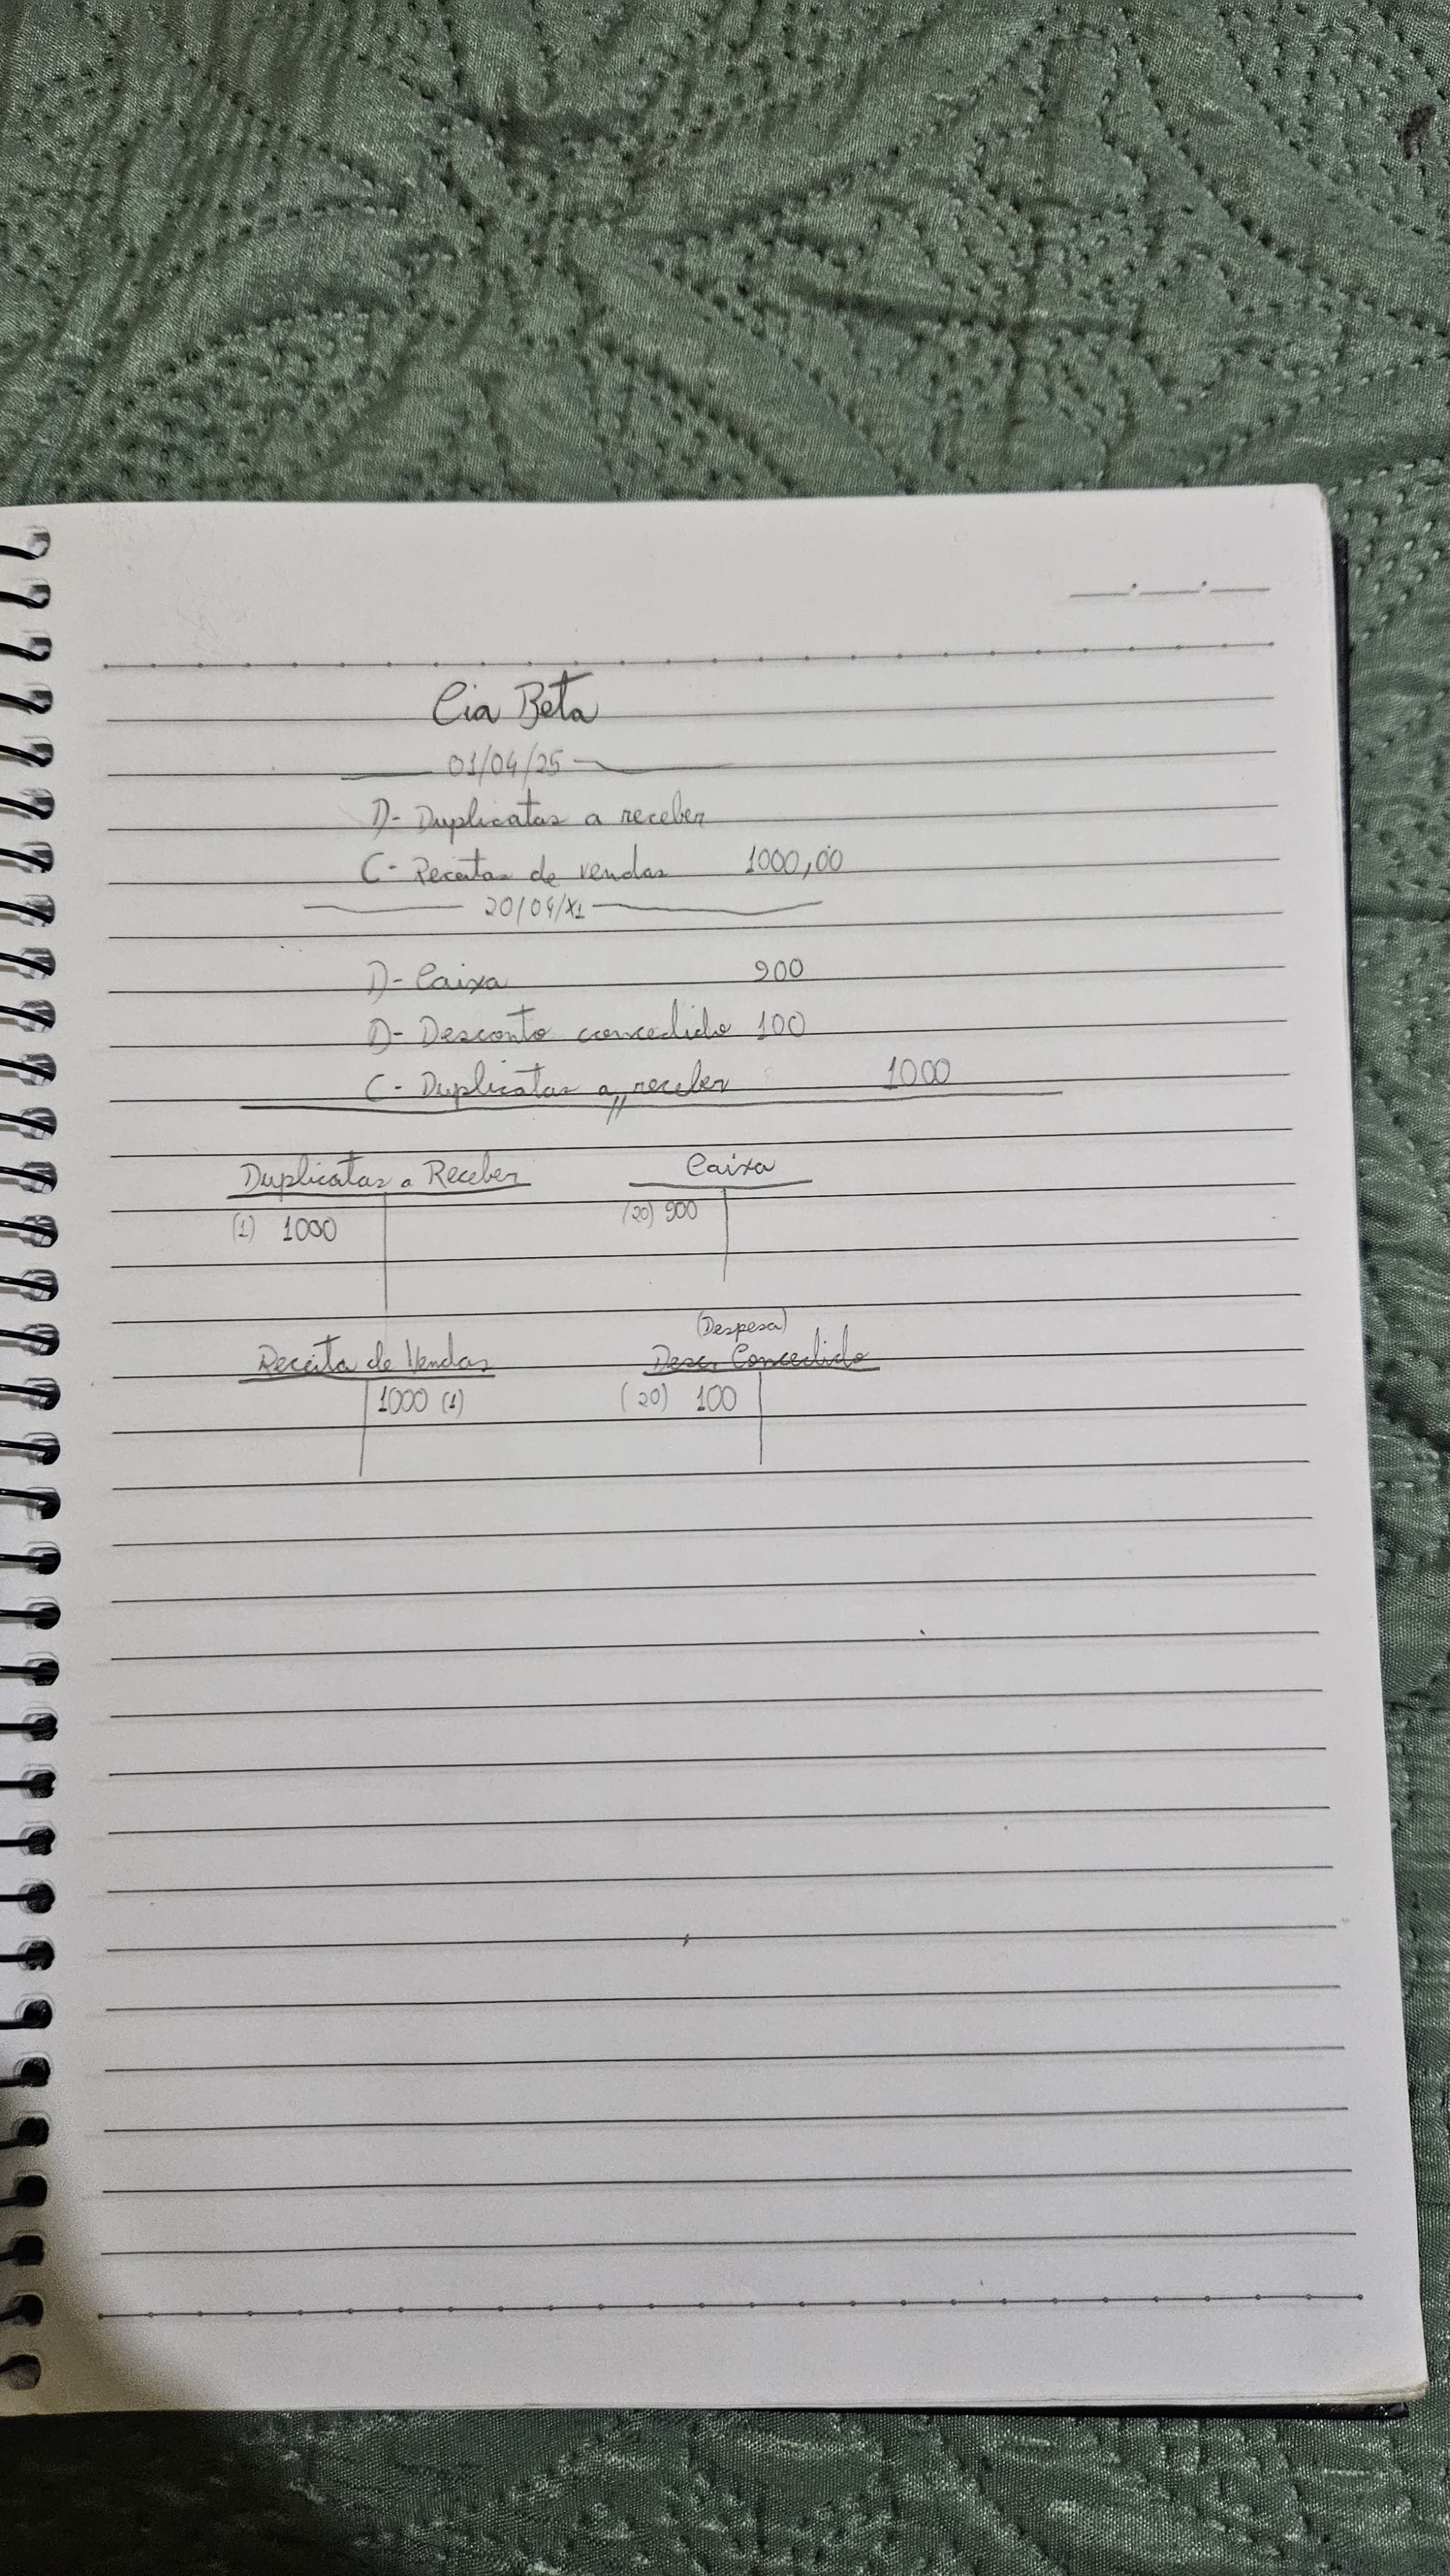 Cia Beta
01/04/25
D- Duplicatas a receber
C- Receitas de vendas 1000,00
20/04/X1
D- Caixa 900
D- Desconto concedido 100
C- Duplicatas a receber 1000
Duplicatas a Receber Caixa
(1) 1000 (20) 900
(Despesa)
Receita de Vendas Desc. Concedido
1000 (1) (20) 100